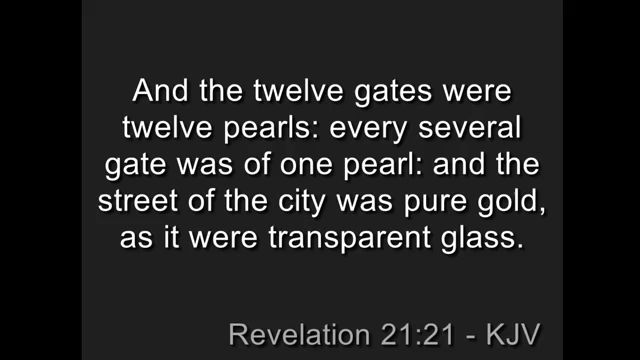 And the twelve gates were
twelve pearls: every several
gate was of one pearl: and the
street of the city was pure gold,
as it were transparent glass.
Revelation 21:21 - KJV